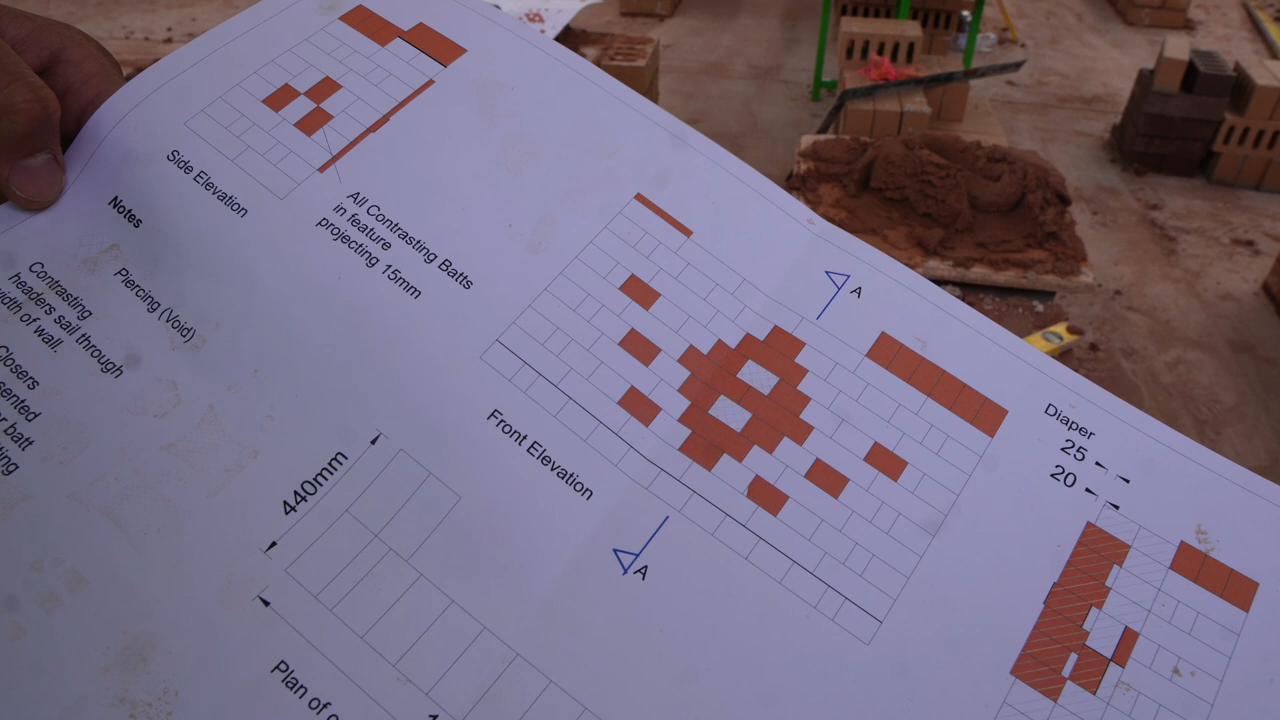 Side Elevation
All Contrasting Batts
in feature
projecting 15mm
Notes
Piercing (Void)
Contrasting
headers sail through
width of wall.
Closers
batt
A
Front Elevation
A
Diaper
25
20
440mm
Plan of